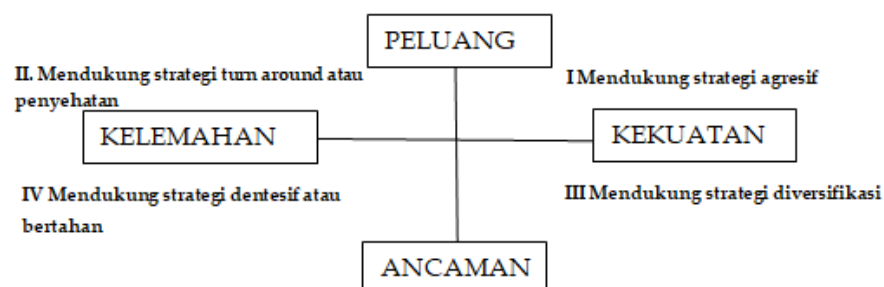 PELUANG
II. Mendukung strategi turn around atau
penyehatan
I Mendukung strategi agresif
KELEMAHAN
KEKUATAN
IV Mendukung strategi dentesif atau
bertahan
III Mendukung strategi diversifikasi
ANCAMAN